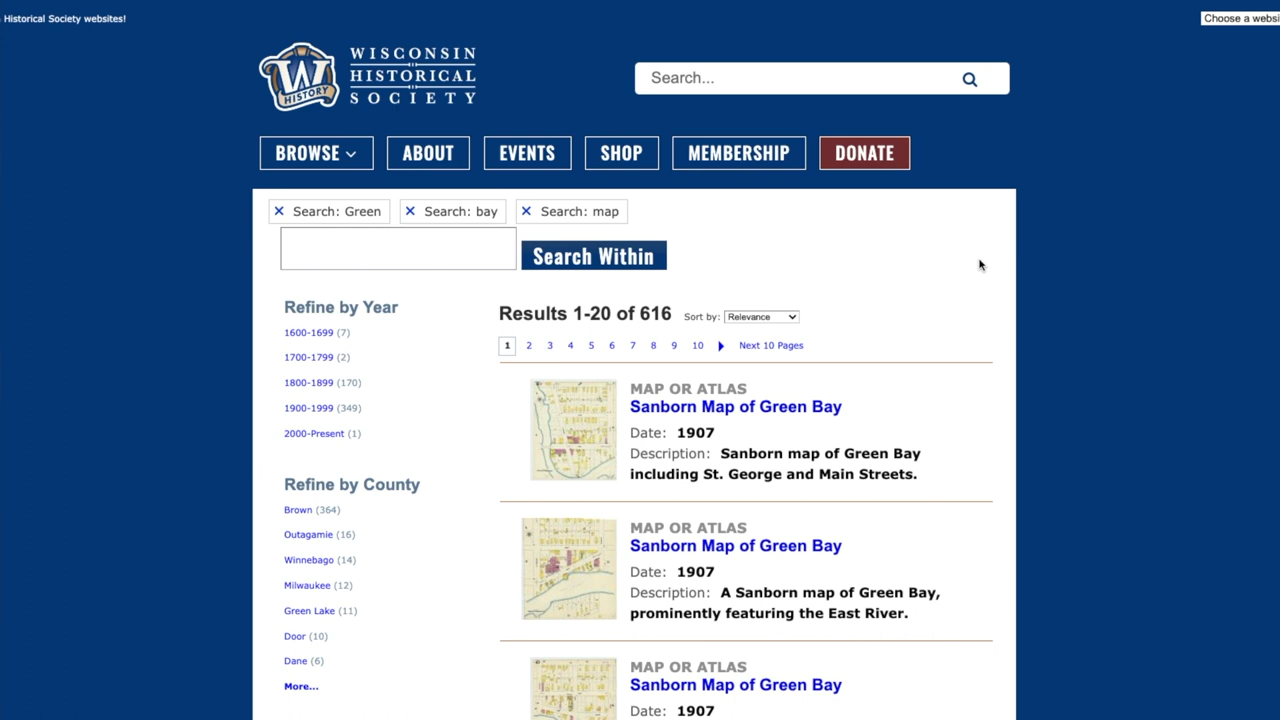 Historical Society websites!
Choose a websi
W
HISTORY
WISCONSIN
HISTORICAL
SOCIETY
Search...
BROWSE ABOUT EVENTS SHOP MEMBERSHIP DONATE
× Search: Green × Search: bay × Search: map
Search Within
Refine by Year
1600-1699 (7)
1700-1799 (2)
1800-1899 (170)
1900-1999 (349)
2000-Present (1)
Refine by County
Brown (364)
Outagamie (16)
Winnebago (14)
Milwaukee (12)
Green Lake (11)
Door (10)
Dane (6)
More...
Results 1-20 of 616 Sort by: Relevance
1 2 3 4 5 6 7 8 9 10 Next 10 Pages
MAP OR ATLAS
Sanborn Map of Green Bay
Date: 1907
Description: Sanborn map of Green Bay
including St. George and Main Streets.
MAP OR ATLAS
Sanborn Map of Green Bay
Date: 1907
Description: A Sanborn map of Green Bay,
prominently featuring the East River.
MAP OR ATLAS
Sanborn Map of Green Bay
Date: 1907